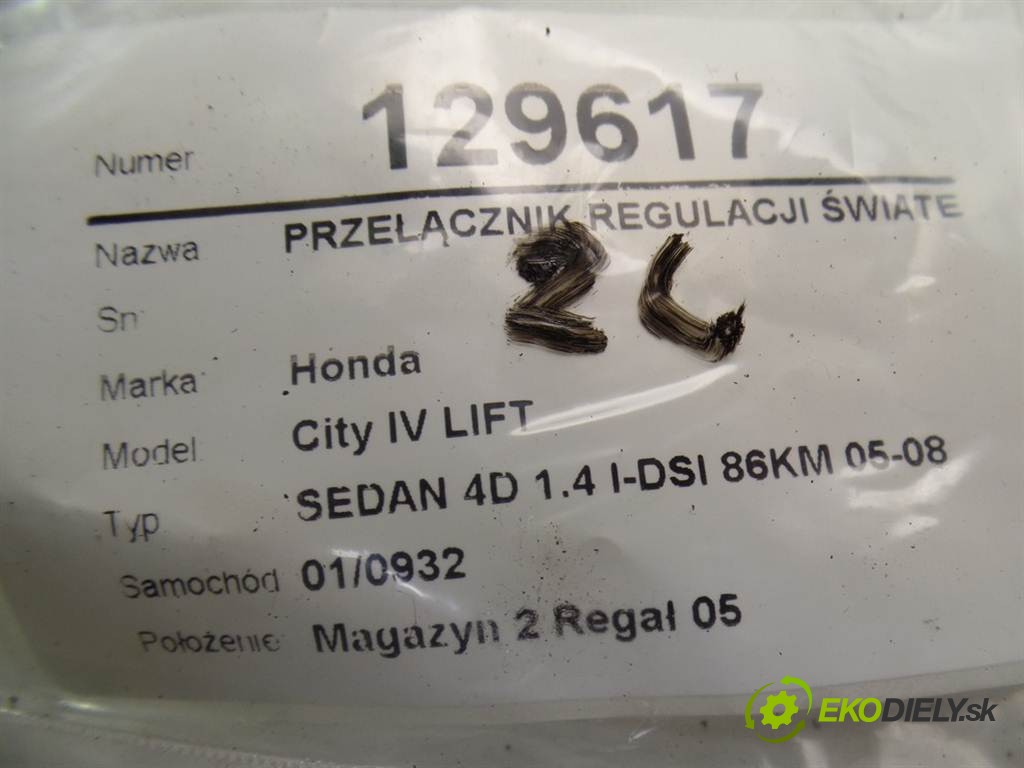 Numer 129617
Nazwa PRZEŁĄCZNIK REGULACJI ŚWIATE
Sn
Marka Honda
Model City IV LIFT
Typ SEDAN 4D 1.4 I-DSI 86KM 05-08
Samochód 01/0932
Położenie Magazyn 2 Regał 05
EKODIELY.sk